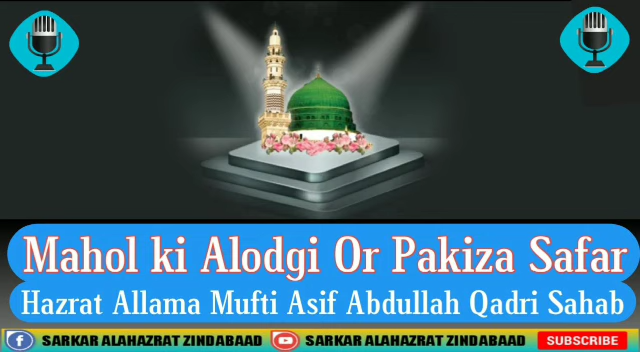 Mahol ki Alodgi Or Pakiza Safar
Hazrat Allama Mufti Asif Abdullah Qadri Sahab
f SARKAR ALAHAZRAT ZINDABAAD SARKAR ALAHAZRAT ZINDABAAD SUBSCRIBE